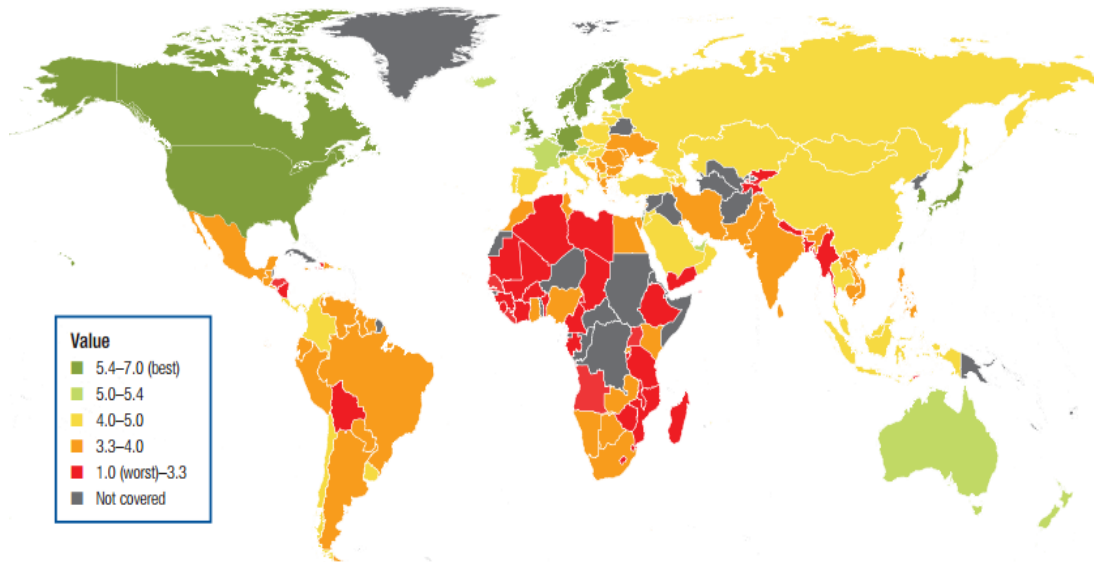 Value
5.4–7.0 (best)
5.0–5.4
4.0–5.0
3.3–4.0
1.0 (worst)–3.3
Not covered